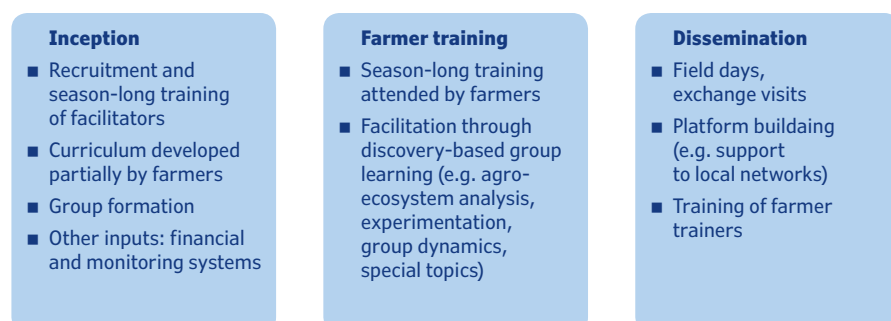 Inception
■ Recruitment and
season-long training
of facilitators
■ Curriculum developed
partially by farmers
■ Group formation
■ Other inputs: financial
and monitoring systems
Farmer training
■ Season-long training
attended by farmers
■ Facilitation through
discovery-based group
learning (e.g. agro-
ecosystem analysis,
experimentation,
group dynamics,
special topics)
Dissemination
■ Field days,
exchange visits
■ Platform buildaing
(e.g. support
to local networks)
■ Training of farmer
trainers